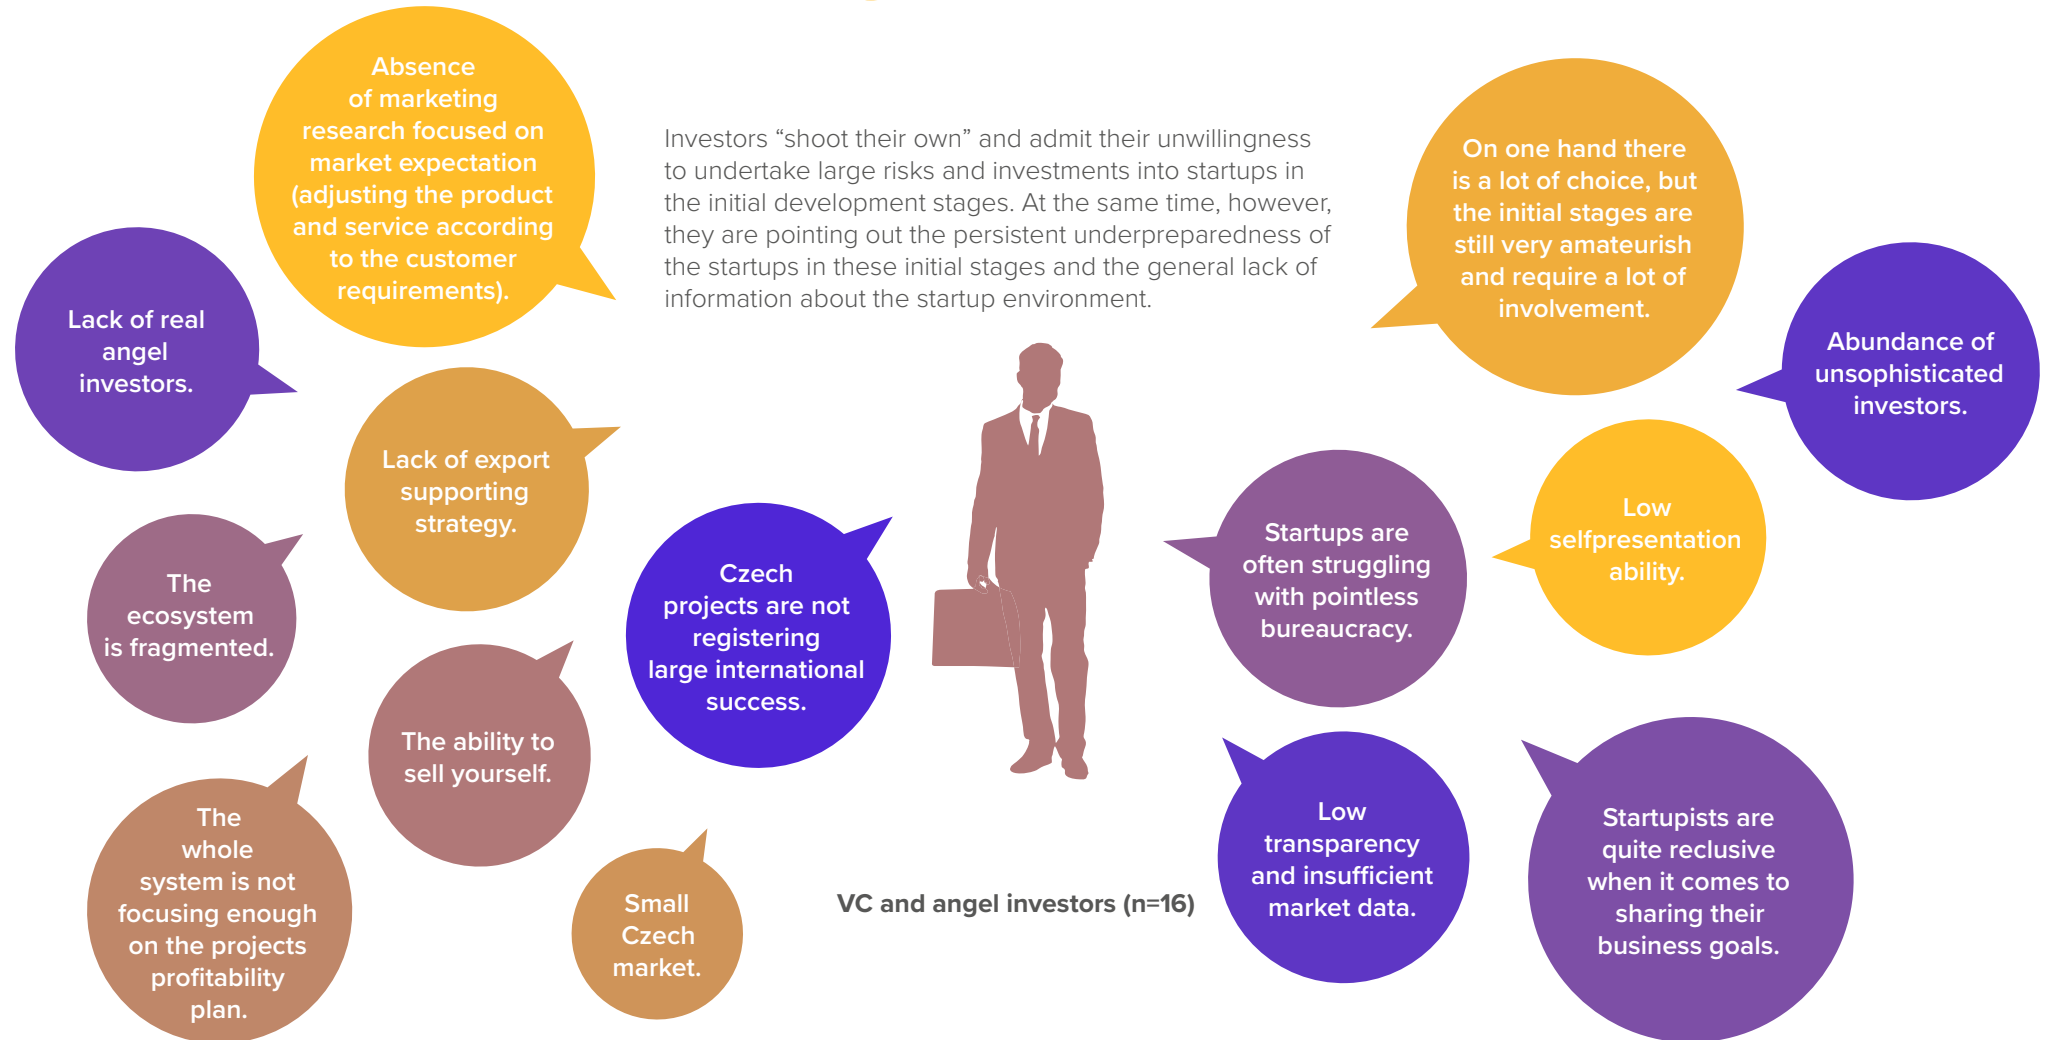 Absence
of marketing
research focused on
market expectation
(adjusting the product
and service according
to the customer
requirements).
Investors “shoot their own” and admit their unwillingness
to undertake large risks and investments into startups in
the initial development stages. At the same time, however,
they are pointing out the persistent underpreparedness of
the startups in these initial stages and the general lack of
information about the startup environment.
On one hand there
is a lot of choice, but
the initial stages are
still very amateurish
and require a lot of
involvement.
Lack of real
angel
investors.
Abundance of
unsophisticated
investors.
Lack of export
supporting
strategy.
Low
selfpresentation
ability.
The
ecosystem
is fragmented.
Czech
projects are not
registering
large international
success.
Startups are
often struggling
with pointless
bureaucracy.
The ability to
sell yourself.
The
whole
system is not
focusing enough
on the projects
profitability
plan.
Small
Czech
market.
VC and angel investors (n=16)
Low
transparency
and insufficient
market data.
Startupists are
quite reclusive
when it comes to
sharing their
business goals.